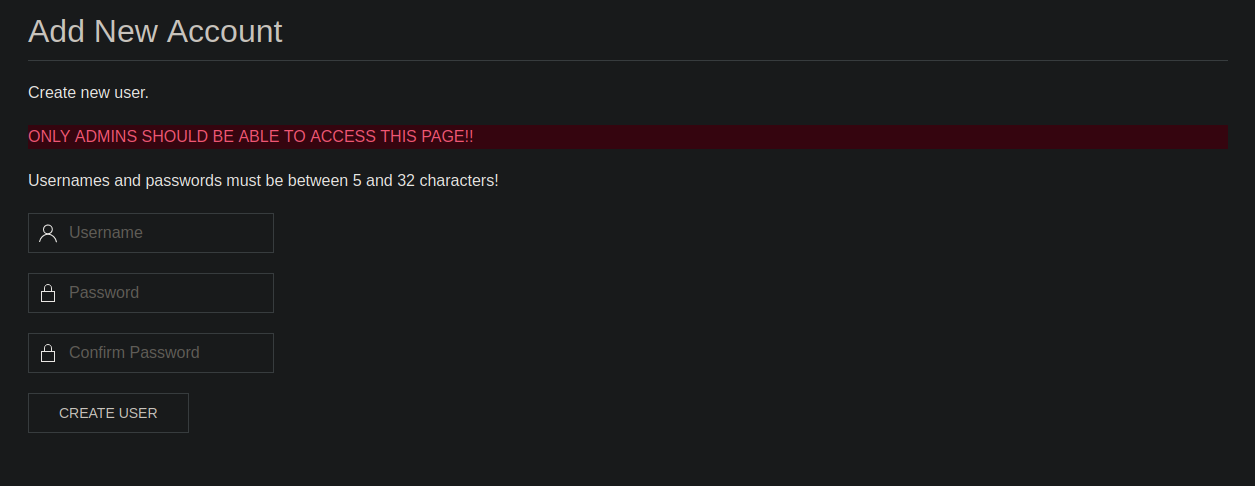 Add New Account
Create new user.
ONLY ADMINS SHOULD BE ABLE TO ACCESS THIS PAGE!!
Usernames and passwords must be between 5 and 32 characters!
Username
Password
Confirm Password
CREATE USER